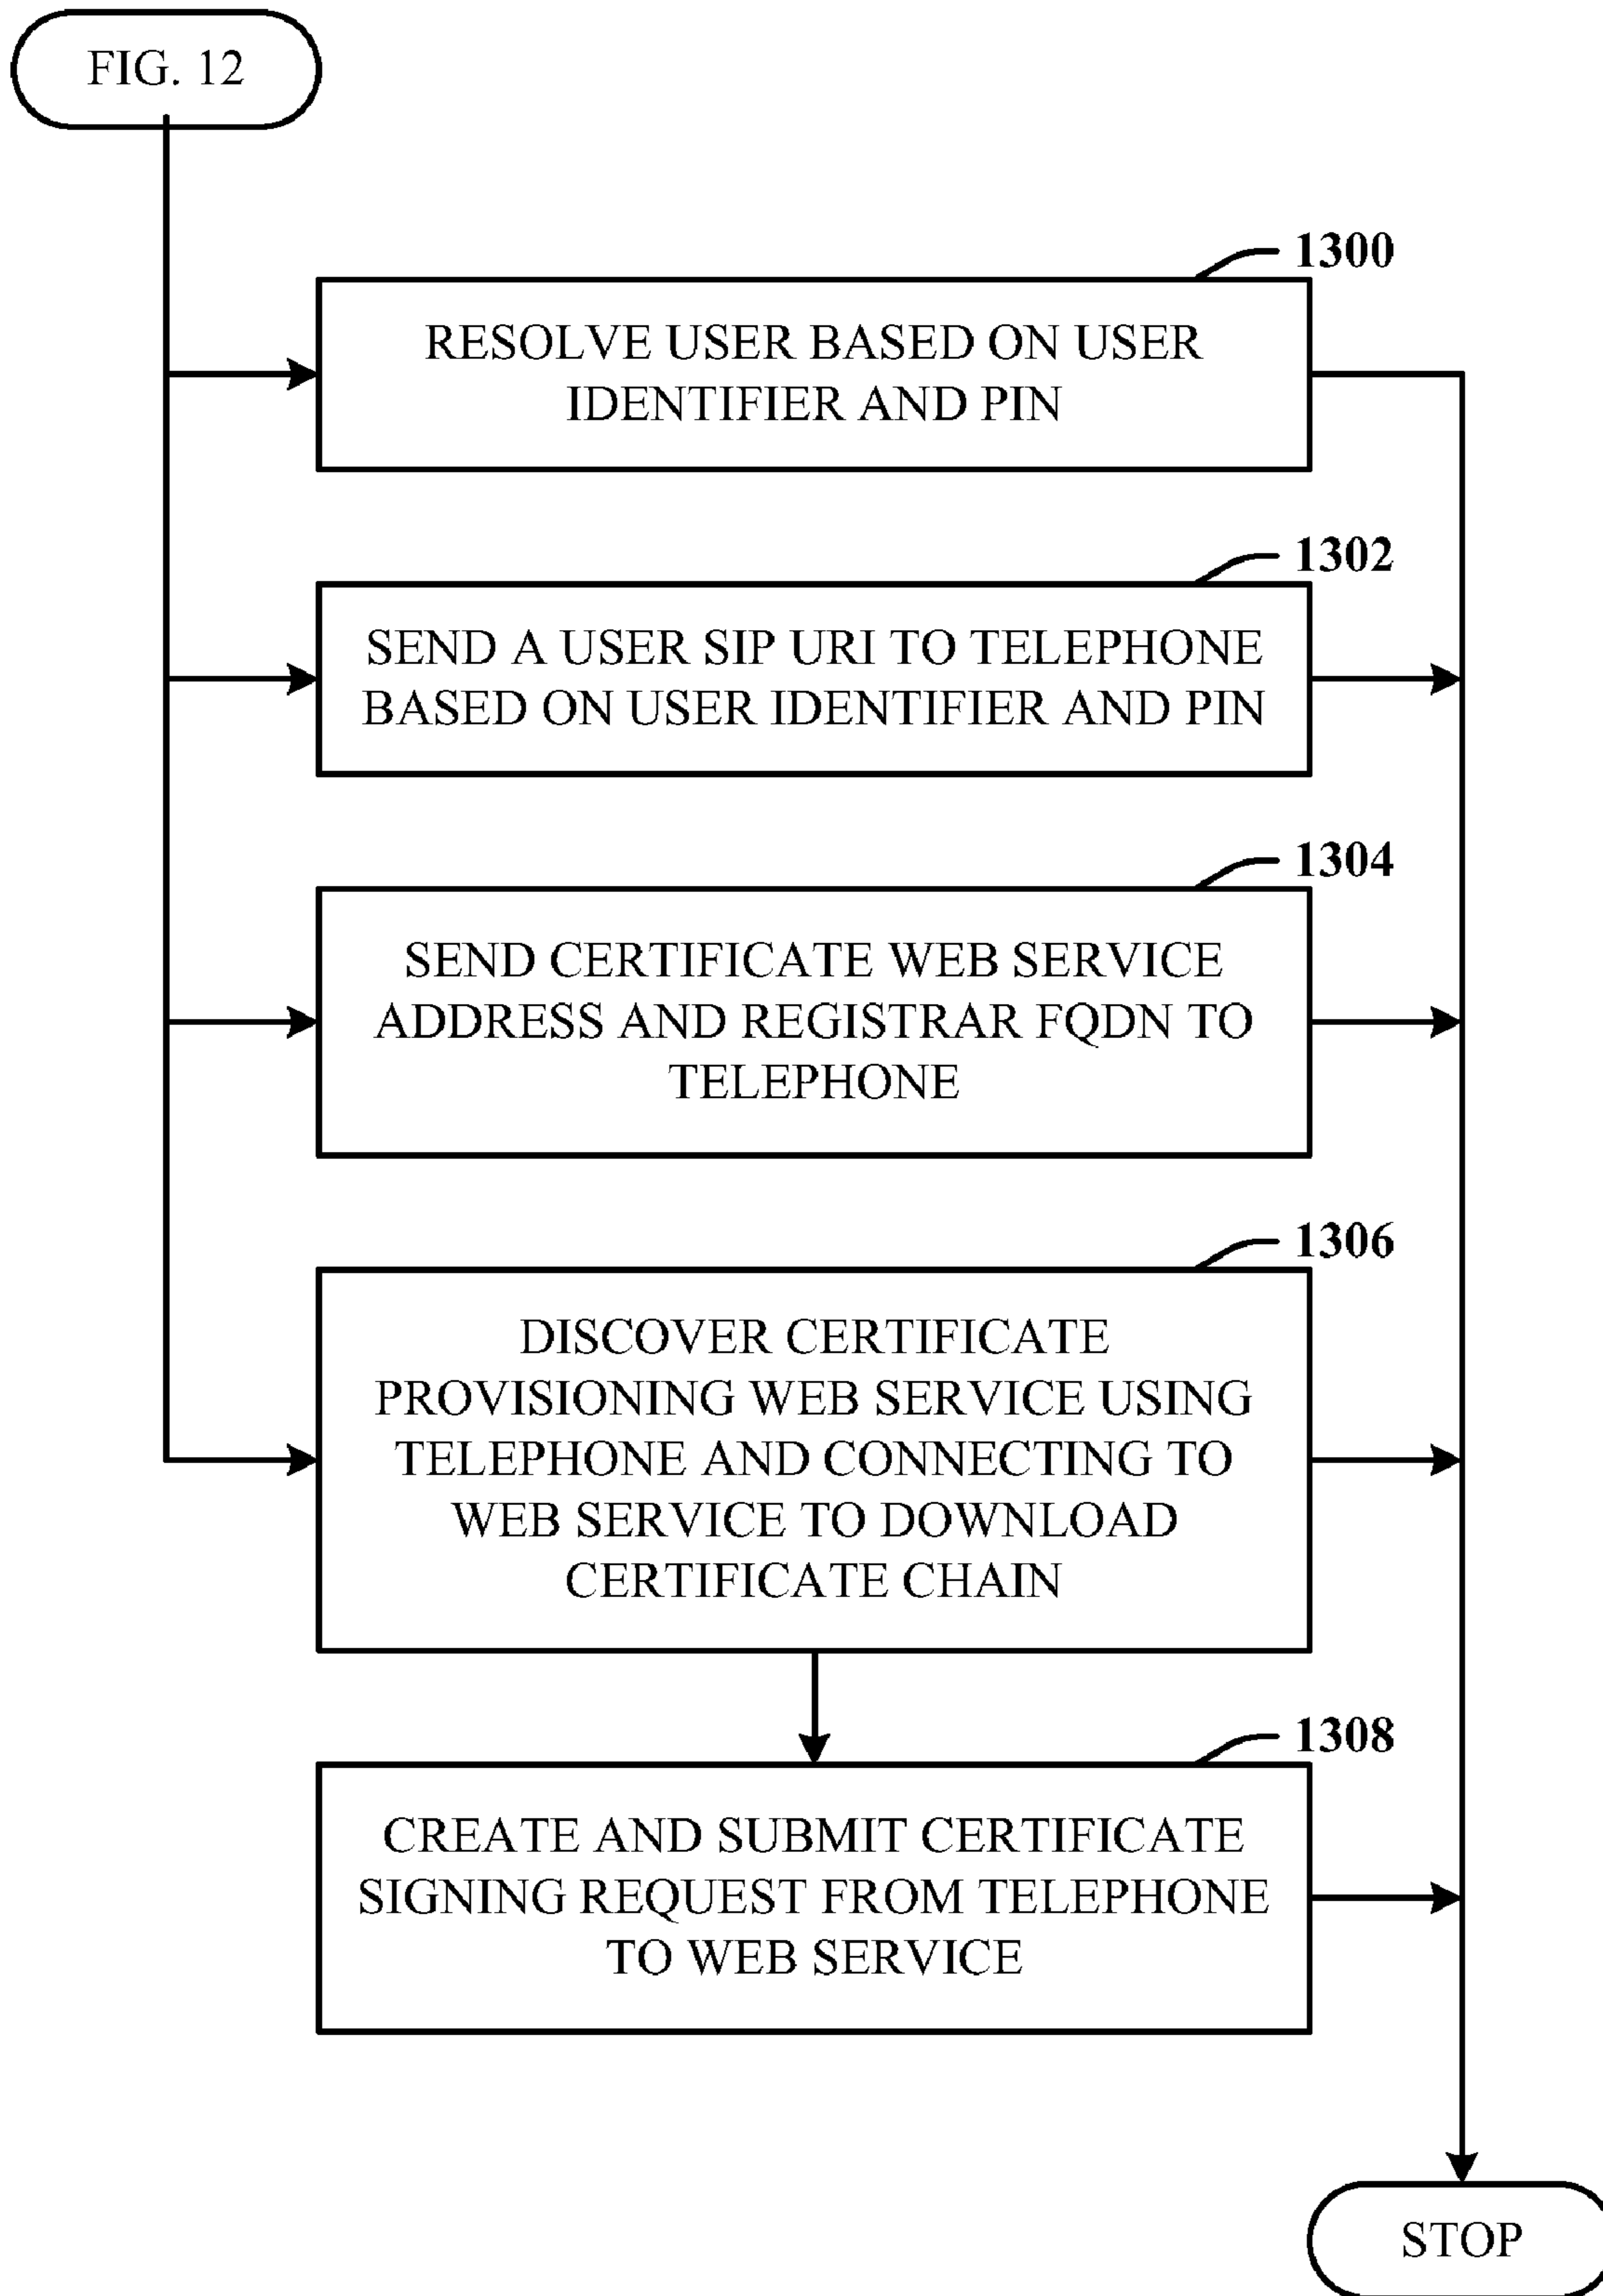 FIG. 12
1300
RESOLVE USER BASED ON USER
IDENTIFIER AND PIN
1302
SEND A USER SIP URI TO TELEPHONE
BASED ON USER IDENTIFIER AND PIN
1304
SEND CERTIFICATE WEB SERVICE
ADDRESS AND REGISTRAR FQDN TO
TELEPHONE
1306
DISCOVER CERTIFICATE
PROVISIONING WEB SERVICE USING
TELEPHONE AND CONNECTING TO
WEB SERVICE TO DOWNLOAD
CERTIFICATE CHAIN
1308
CREATE AND SUBMIT CERTIFICATE
SIGNING REQUEST FROM TELEPHONE
TO WEB SERVICE
STOP